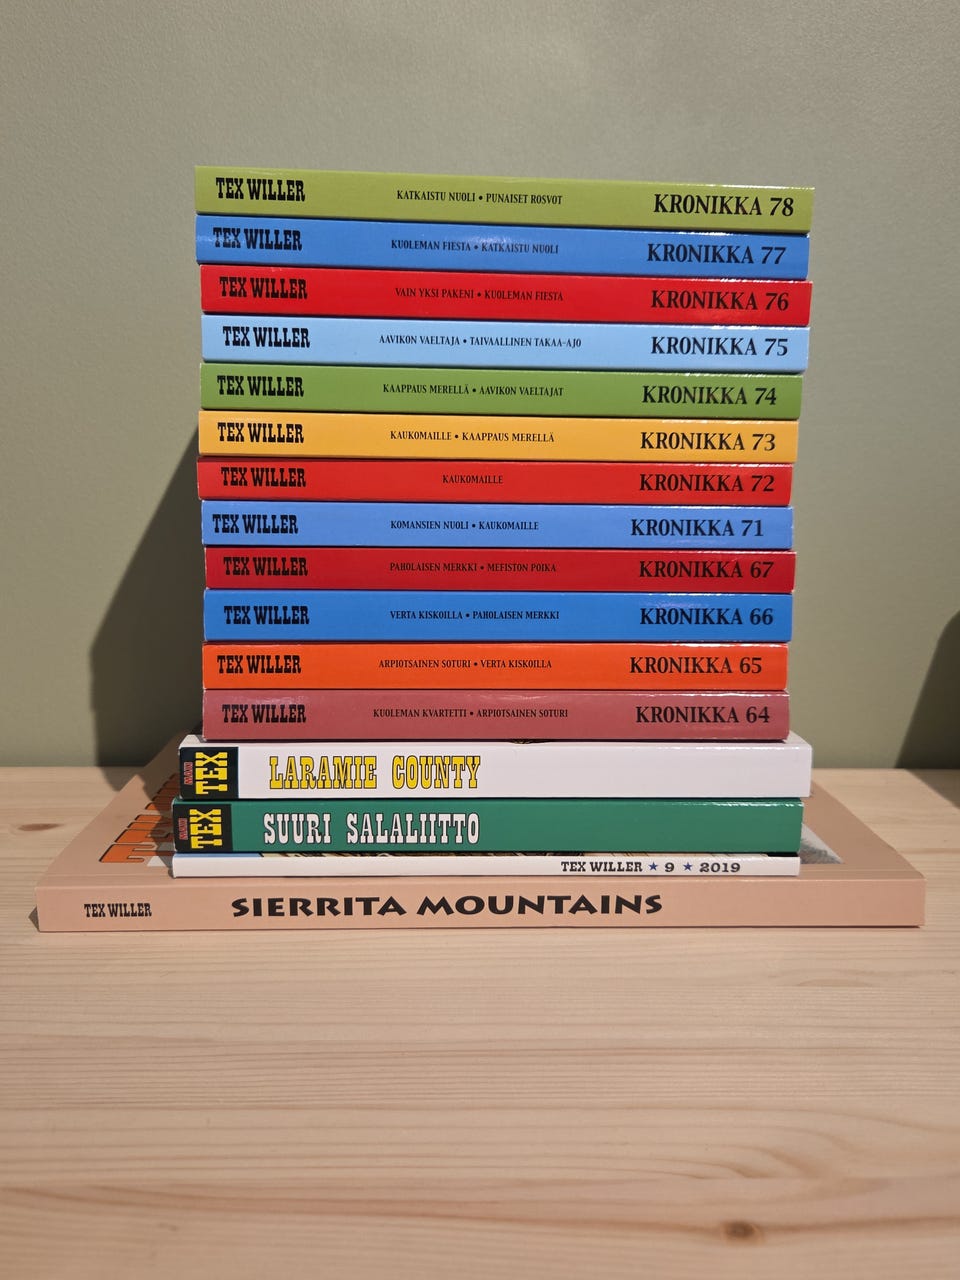 TEX WILLER KATKAISTU NUOLI • PUNAISET ROSVOT KRONIKKA 78
TEX WILLER KUOLEMAN FIESTA • KATKAISTU NUOLI KRONIKKA 77
TEX WILLER VAIN YKSI PAKENI • KUOLEMAN FIESTA KRONIKKA 76
TEX WILLER AAVIKON VAELTAJA • TAIVAALLINEN TAKAA-AJO KRONIKKA 75
TEX WILLER KAAPPAUS MERELLÄ • AAVIKON VAELTAJAT KRONIKKA 74
TEX WILLER KAUKOMAILLE • KAAPPAUS MERELLÄ KRONIKKA 73
TEX WILLER KAUKOMAILLE KRONIKKA 72
TEX WILLER KOMANSIEN NUOLI • KAUKOMAILLE KRONIKKA 71
TEX WILLER PAHOLAISEN MERKKI • MEFISTON POIKA KRONIKKA 67
TEX WILLER VERTA KISKOILLA • PAHOLAISEN MERKKI KRONIKKA 66
TEX WILLER ARPIOTSAINEN SOTURI • VERTA KISKOILLA KRONIKKA 65
TEX WILLER KUOLEMAN KVARTETTI • ARPIOTSAINEN SOTURI KRONIKKA 64
MAXI TEX LARAMIE COUNTY
MAXI TEX SUURI SALALIITTO
TEX WILLER ★ 9 ★ 2019
TEX WILLER SIERRITA MOUNTAINS